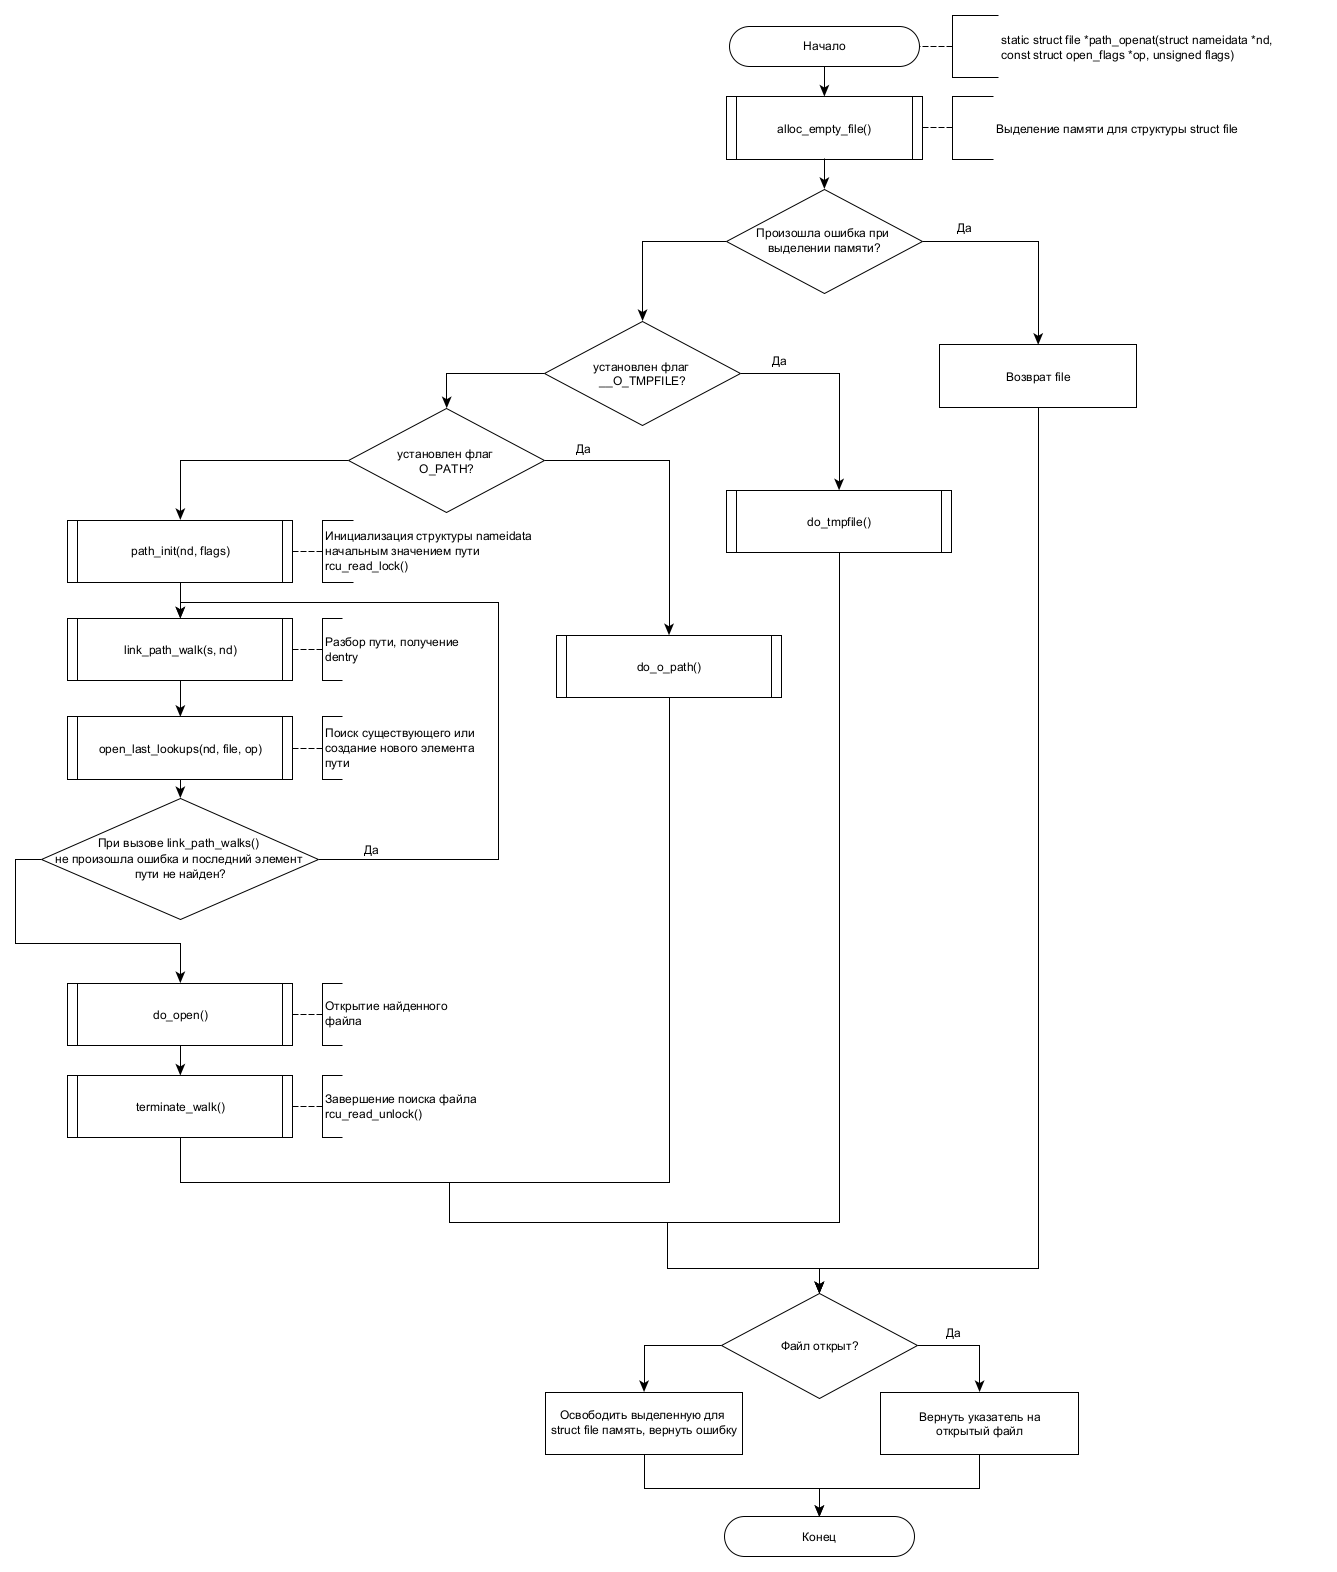 Начало
static struct file *path_openat(struct nameidata *nd,
const struct open_flags *op, unsigned flags)
alloc_empty_file()
Выделение памяти для структуры struct file
Произошла ошибка при
выделении памяти?
Да
установлен флаг
__O_TMPFILE?
Да
Возврат file
установлен флаг
O_PATH?
Да
do_tmpfile()
path_init(nd, flags)
Инициализация структуры nameidata
начальным значением пути
rcu_read_lock()
link_path_walk(s, nd)
Разбор пути, получение
dentry
do_o_path()
open_last_lookups(nd, file, op)
Поиск существующего или
создание нового элемента
пути
При вызове link_path_walks()
не произошла ошибка и последний элемент
пути не найден?
Да
do_open()
Открытие найденного
файла
terminate_walk()
Завершение поиска файла
rcu_read_unlock()
Файл открыт?
Да
Освободить выделенную для
struct file память, вернуть ошибку
Вернуть указатель на
открытый файл
Конец